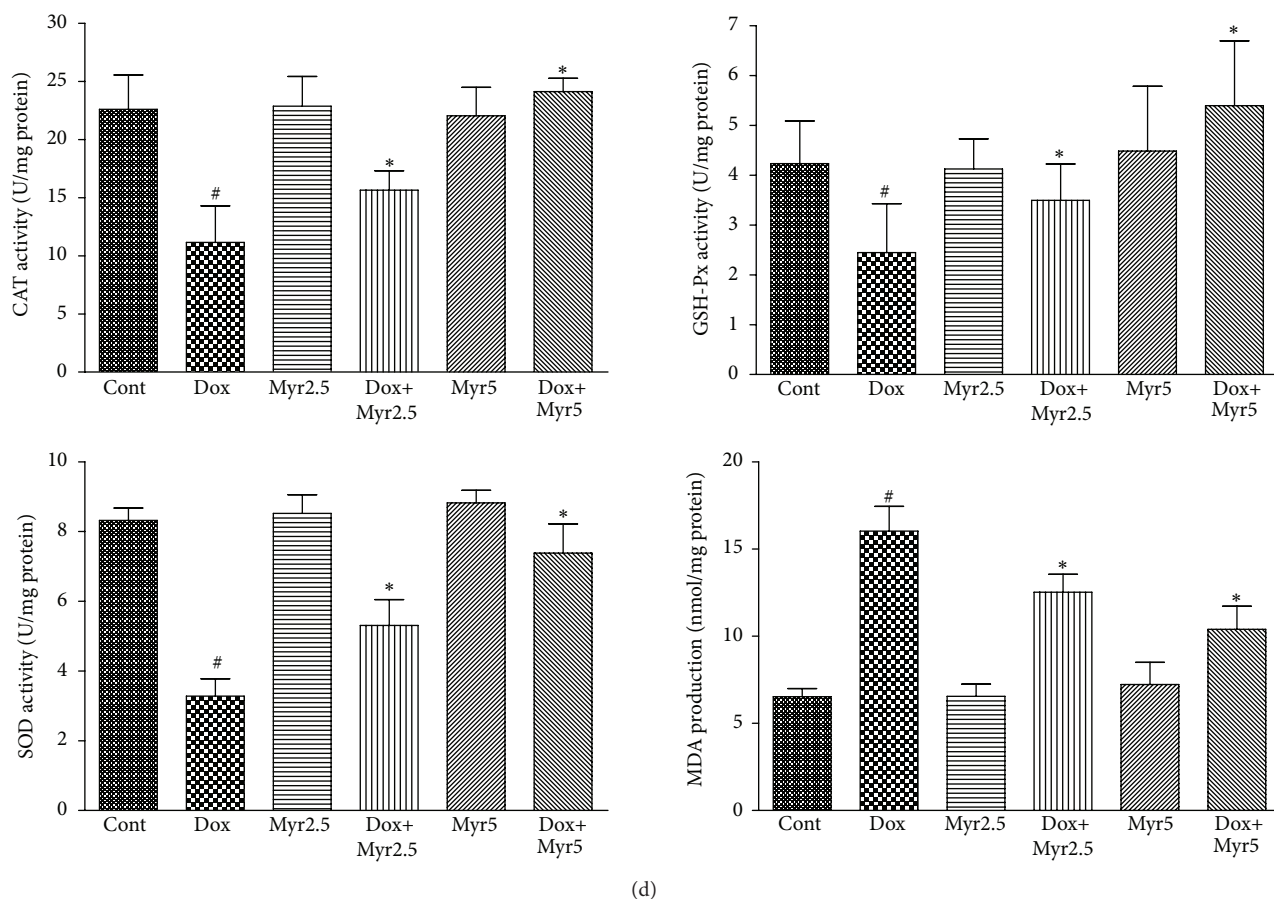 CAT activity (U/mg protein)
30
25
20
15
10
5
0
#
*
*
Cont
Dox
Myr2.5
Dox+
Myr2.5
Myr5
Dox+
Myr5
GSH-Px activity (U/mg protein)
7
6
5
4
3
2
1
0
#
*
*
Cont
Dox
Myr2.5
Dox+
Myr2.5
Myr5
Dox+
Myr5
SOD activity (U/mg protein)
10
8
6
4
2
0
#
*
*
Cont
Dox
Myr2.5
Dox+
Myr2.5
Myr5
Dox+
Myr5
MDA production (nmol/mg protein)
20
15
10
5
0
#
*
*
Cont
Dox
Myr2.5
Dox+
Myr2.5
Myr5
Dox+
Myr5
(d)